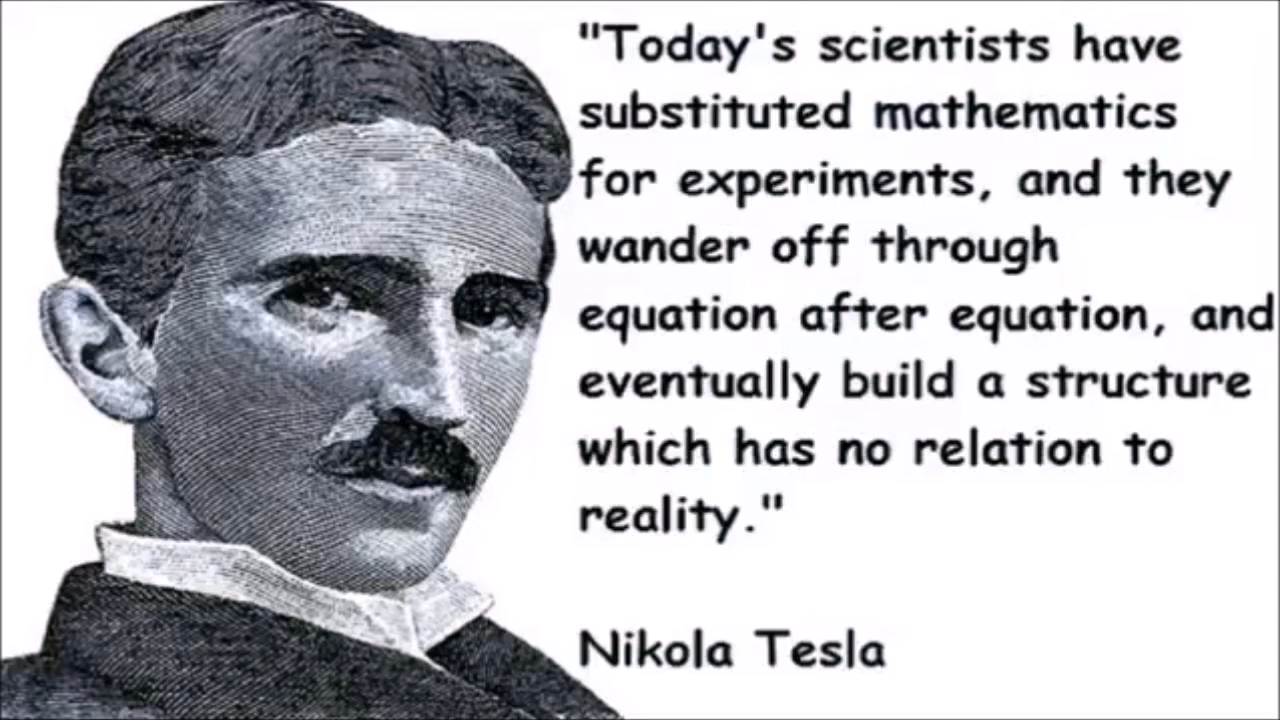 "Today's scientists have
substituted mathematics
for experiments, and they
wander off through
equation after equation, and
eventually build a structure
which has no relation to
reality."
Nikola Tesla